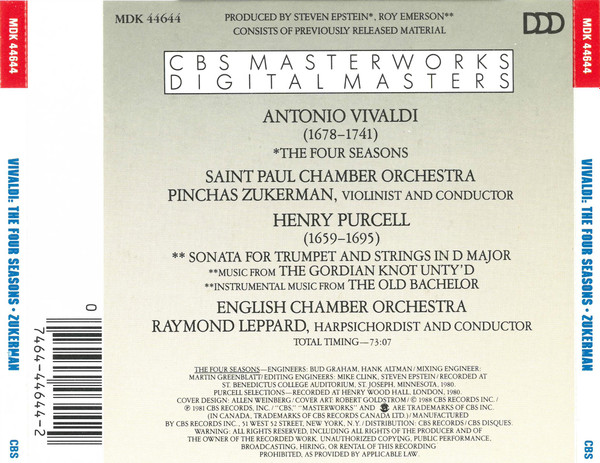 MDK 44644
VIVALDI: THE FOUR SEASONS • ZUKERMAN
CBS
MDK 44644
PRODUCED BY STEVEN EPSTEIN*, ROY EMERSON**
CONSISTS OF PREVIOUSLY RELEASED MATERIAL
DDD
CBS MASTERWORKS
DIGITAL MASTERS
ANTONIO VIVALDI
(1678–1741)
*THE FOUR SEASONS
SAINT PAUL CHAMBER ORCHESTRA
PINCHAS ZUKERMAN, VIOLINIST AND CONDUCTOR
HENRY PURCELL
(1659–1695)
** SONATA FOR TRUMPET AND STRINGS IN D MAJOR
**MUSIC FROM THE GORDIAN KNOT UNTY'D
**INSTRUMENTAL MUSIC FROM THE OLD BACHELOR
ENGLISH CHAMBER ORCHESTRA
RAYMOND LEPPARD, HARPSICHORDIST AND CONDUCTOR
TOTAL TIMING—73:07
0
7464-44644-2
THE FOUR SEASONS—ENGINEERS: BUD GRAHAM, HANK ALTMAN/MIXING ENGINEER:
MARTIN GREENBLATT/EDITING ENGINEERS: MIKE CLINK, STEVEN EPSTEIN/RECORDED AT
ST. BENEDICTUS COLLEGE AUDITORIUM, ST. JOSEPH, MINNESOTA, 1980.
PURCELL SELECTIONS—RECORDED AT HENRY WOOD HALL, LONDON, 1980.
COVER DESIGN: ALLEN WEINBERG/COVER ART: ROBERT GOLDSTROM/ ℗ 1988 CBS RECORDS INC./
℗ 1981 CBS RECORDS, INC./"CBS," "MASTERWORKS" AND ARE TRADEMARKS OF CBS INC.
(IN CANADA, TRADEMARKS OF CBS RECORDS CANADA LTD.)/MANUFACTURED
BY CBS RECORDS INC., 51 WEST 52 STREET, NEW YORK, N.Y./DISTRIBUTION: CBS RECORDS/CBS DISQUES.
WARNING: ALL RIGHTS RESERVED INCLUDING ALL RIGHTS OF THE PRODUCER AND OF
THE OWNER OF THE RECORDED WORK. UNAUTHORIZED COPYING, PUBLIC PERFORMANCE,
BROADCASTING, HIRING, OR RENTAL OF THIS RECORDING
PROHIBITED, AS PROVIDED BY APPLICABLE LAW.
MDK 44644
VIVALDI: THE FOUR SEASONS • ZUKERMAN
CBS